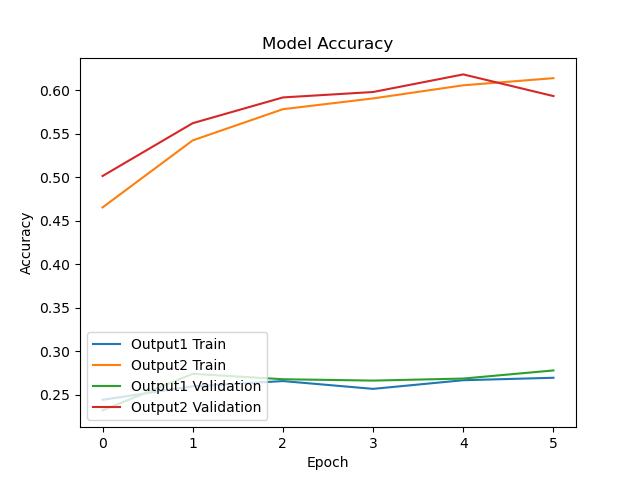 Model Accuracy
0.60
0.55
0.50
0.45
0.40
0.35
0.30
0.25
Accuracy
Output1 Train
Output2 Train
Output1 Validation
Output2 Validation
0 1 2 3 4 5
Epoch